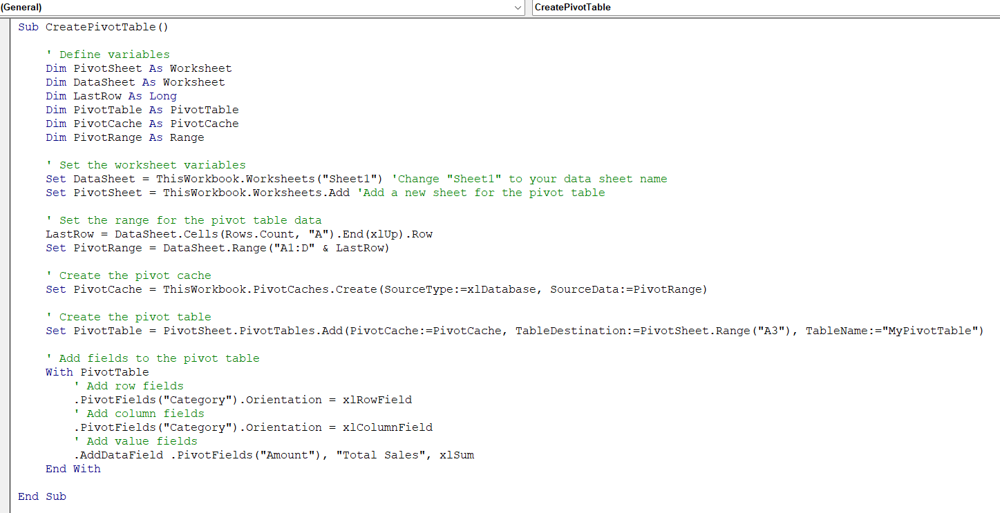 (General)
CreatePivotTable
Sub CreatePivotTable()
' Define variables
Dim PivotSheet As Worksheet
Dim DataSheet As Worksheet
Dim LastRow As Long
Dim PivotTable As PivotTable
Dim PivotCache As PivotCache
Dim PivotRange As Range
' Set the worksheet variables
Set DataSheet = ThisWorkbook.Worksheets("Sheet1") 'Change "Sheet1" to your data sheet name
Set PivotSheet = ThisWorkbook.Worksheets.Add 'Add a new sheet for the pivot table
' Set the range for the pivot table data
LastRow = DataSheet.Cells(Rows.Count, "A").End(xlUp).Row
Set PivotRange = DataSheet.Range("A1:D" & LastRow)
' Create the pivot cache
Set PivotCache = ThisWorkbook.PivotCaches.Create(SourceType:=xlDatabase, SourceData:=PivotRange)
' Create the pivot table
Set PivotTable = PivotSheet.PivotTables.Add(PivotCache:=PivotCache, TableDestination:=PivotSheet.Range("A3"), TableName:="MyPivotTable")
' Add fields to the pivot table
With PivotTable
' Add row fields
.PivotFields("Category").Orientation = xlRowField
' Add column fields
.PivotFields("Category").Orientation = xlColumnField
' Add value fields
.AddDataField .PivotFields("Amount"), "Total Sales", xlSum
End With
End Sub